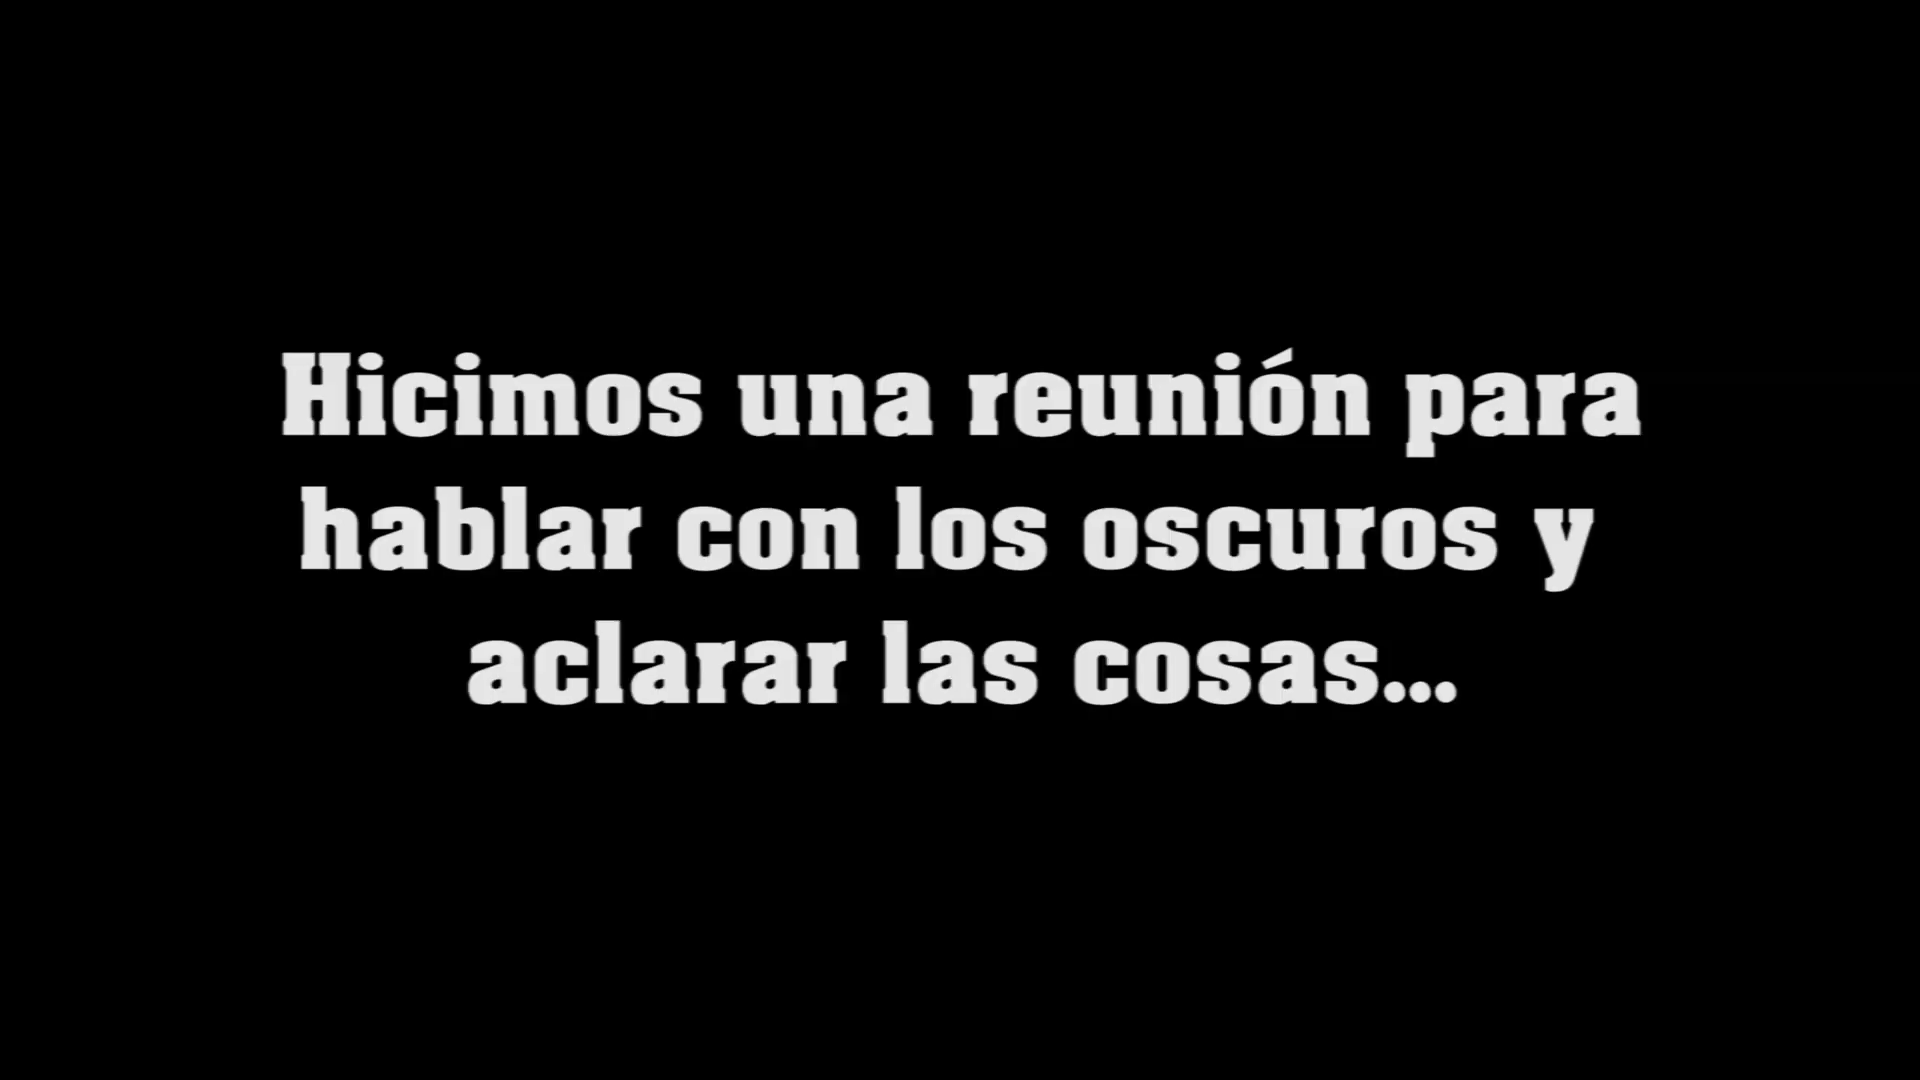 Hicimos una reunión para
hablar con los oscuros y
aclarar las cosas...